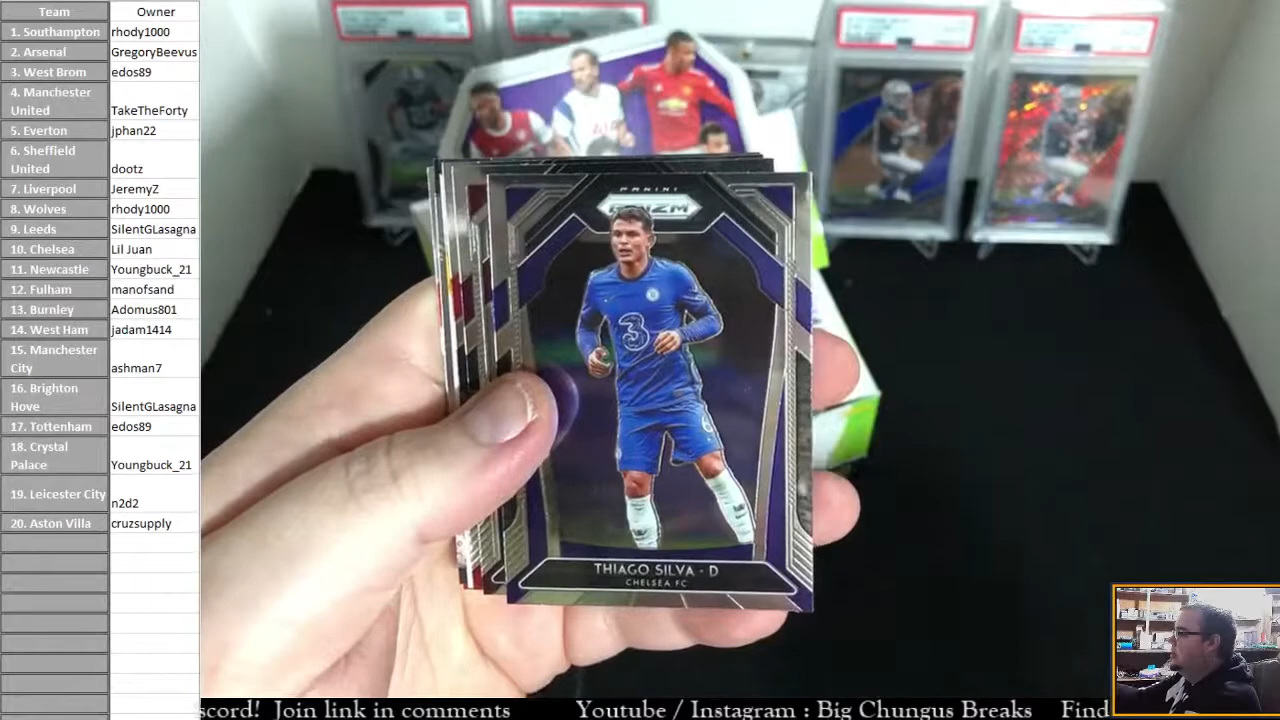 Team Owner
1. Southampton rhody1000
2. Arsenal GregoryBeevus
3. West Brom edos89
4. Manchester
United TakeTheForty
5. Everton jphan22
6. Sheffield
United dootz
7. Liverpool JeremyZ
8. Wolves rhody1000
9. Leeds SilentGLasagna
10. Chelsea Lil Juan
11. Newcastle Youngbuck_21
12. Fulham manofsand
13. Burnley Adomus801
14. West Ham jadam1414
15. Manchester
City ashman7
16. Brighton
Hove SilentGLasagna
17. Tottenham edos89
18. Crystal
Palace Youngbuck_21
19. Leicester City n2d2
20. Aston Villa cruzsupply
PANINI
PRIZM
3
6
THIAGO SILVA - D
CHELSEA FC
scord! Join link in comments Youtube / Instagram : Big Chungus Breaks Find